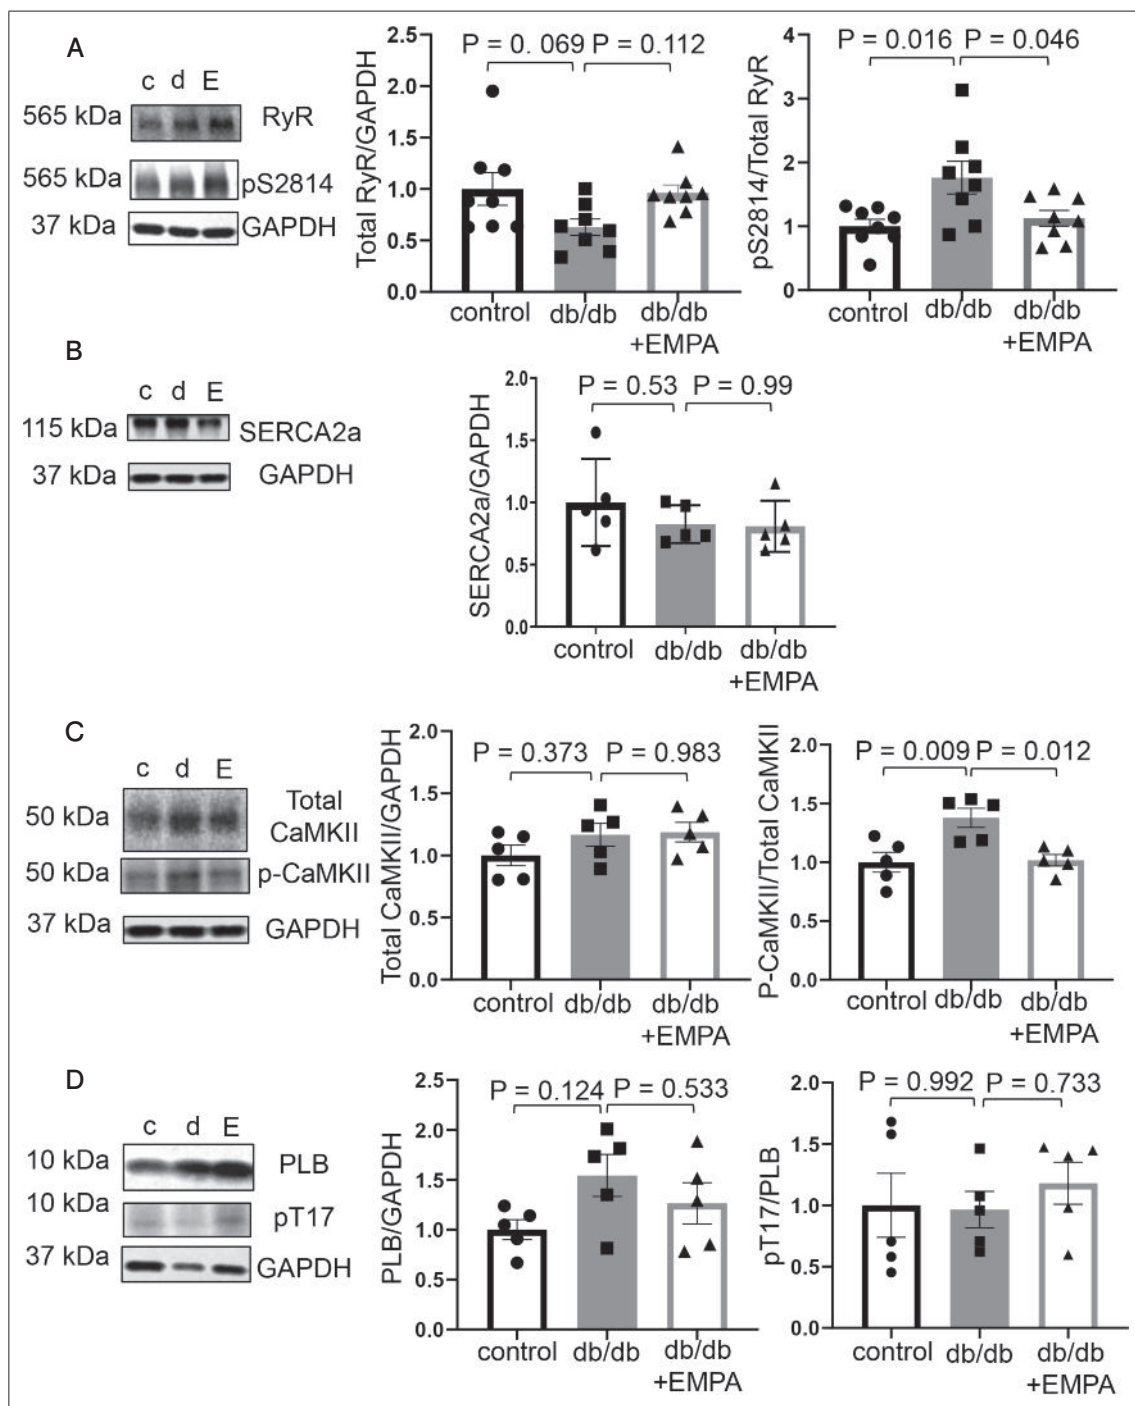 A
c d E
565 kDa RyR
565 kDa pS2814
37 kDa GAPDH
Total RyR/GAPDH
2.5
2.0
1.5
1.0
0.5
0.0
P = 0. 069 P = 0.112
control db/db db/db
+EMPA
pS2814/Total RyR
4
3
2
1
0
P = 0.016 P = 0.046
control db/db db/db
+EMPA
B
c d E
115 kDa SERCA2a
37 kDa GAPDH
SERCA2a/GAPDH
2.0
1.5
1.0
0.5
0.0
P = 0.53 P = 0.99
control db/db db/db
+EMPA
C
c d E
50 kDa Total
CaMKII
50 kDa p-CaMKII
37 kDa GAPDH
Total CaMKII/GAPDH
2.0
1.5
1.0
0.5
0.0
P = 0.373 P = 0.983
control db/db db/db
+EMPA
P-CaMKII/Total CaMKII
2.0
1.5
1.0
0.5
0.0
P = 0.009 P = 0.012
control db/db db/db
+EMPA
D
c d E
10 kDa PLB
10 kDa pT17
37 kDa GAPDH
PLB/GAPDH
2.5
2.0
1.5
1.0
0.5
0.0
P = 0.124 P = 0.533
control db/db db/db
+EMPA
pT17/PLB
2.0
1.5
1.0
0.5
0.0
P = 0.992 P = 0.733
control db/db db/db
+EMPA